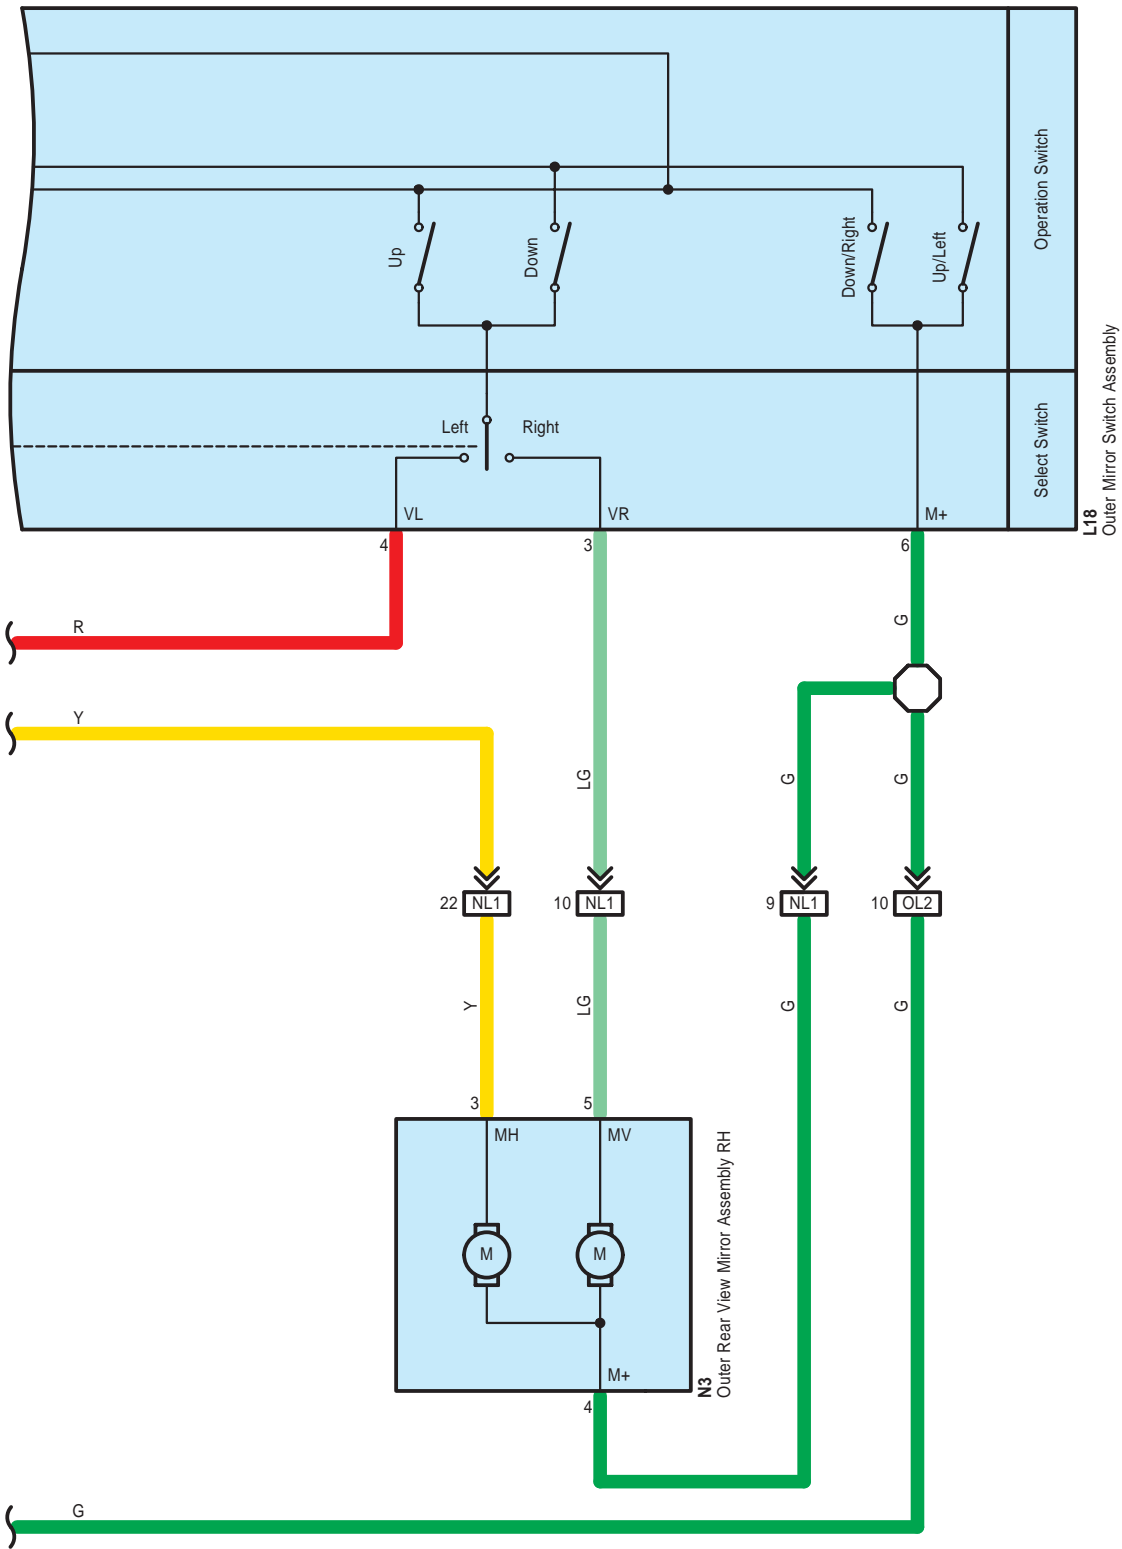 Up
Down
Down/Right
Up/Left
Operation Switch
Left
Right
Select Switch
VL
VR
M+
L18
Outer Mirror Switch Assembly
4
3
6
R
G
Y
LG
G
G
22
NL1
10
NL1
9
NL1
10
OL2
Y
LG
G
G
3
5
MH
MV
M
M
M+
N3
Outer Rear View Mirror Assembly RH
4
G